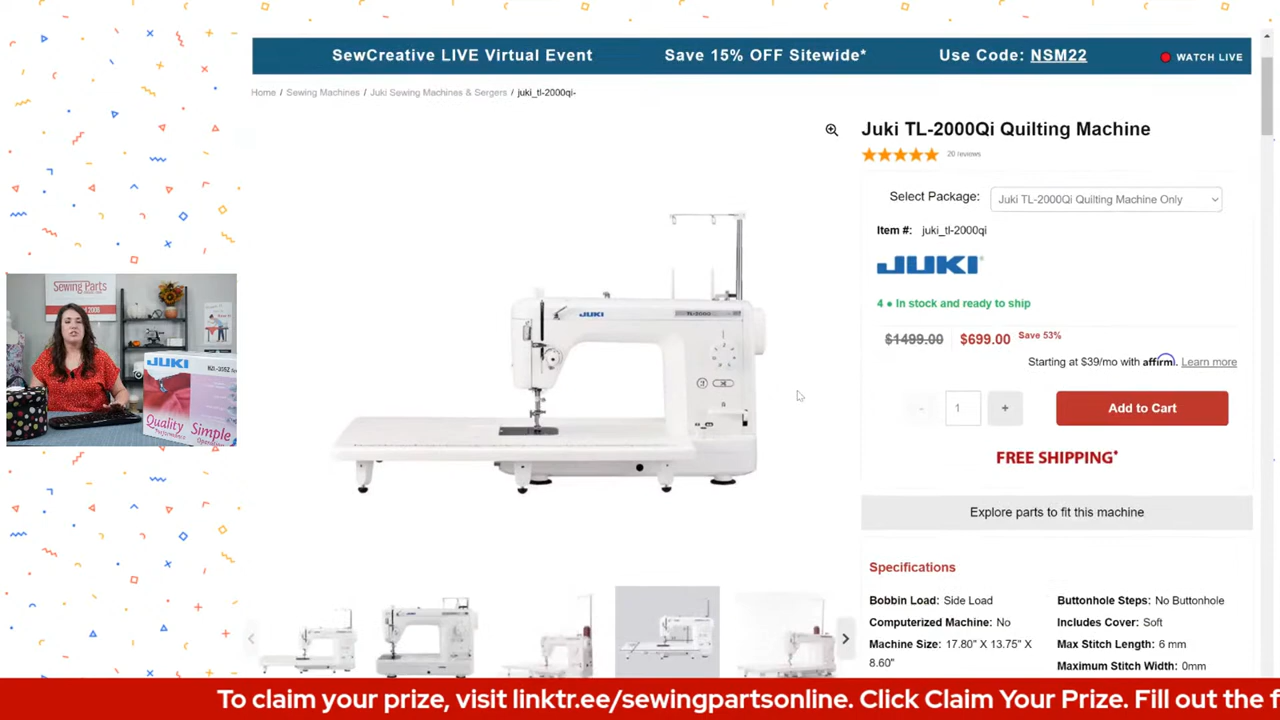 SewCreative LIVE Virtual Event Save 15% OFF Sitewide* Use Code: NSM22 WATCH LIVE
Home / Sewing Machines / Juki Sewing Machines & Sergers / juki_tl-2000qi-
Juki TL-2000Qi Quilting Machine
20 reviews
Select Package: Juki TL-2000Qi Quilting Machine Only
Item #: juki_tl-2000qi
JUKI
4 ● In stock and ready to ship
$1499.00 $699.00 Save 53%
Starting at $39/mo with affirm. Learn more
- 1 + Add to Cart
FREE SHIPPING*
Explore parts to fit this machine
Specifications
Bobbin Load: Side Load
Computerized Machine: No
Machine Size: 17.80" X 13.75" X
8.60"
Buttonhole Steps: No Buttonhole
Includes Cover: Soft
Max Stitch Length: 6 mm
Maximum Stitch Width: 0mm
JUKI
TL-2000
Sewing Parts
JUKI
Quality
Performance
Simple
To claim your prize, visit linktr.ee/sewingpartsonline. Click Claim Your Prize. Fill out the f